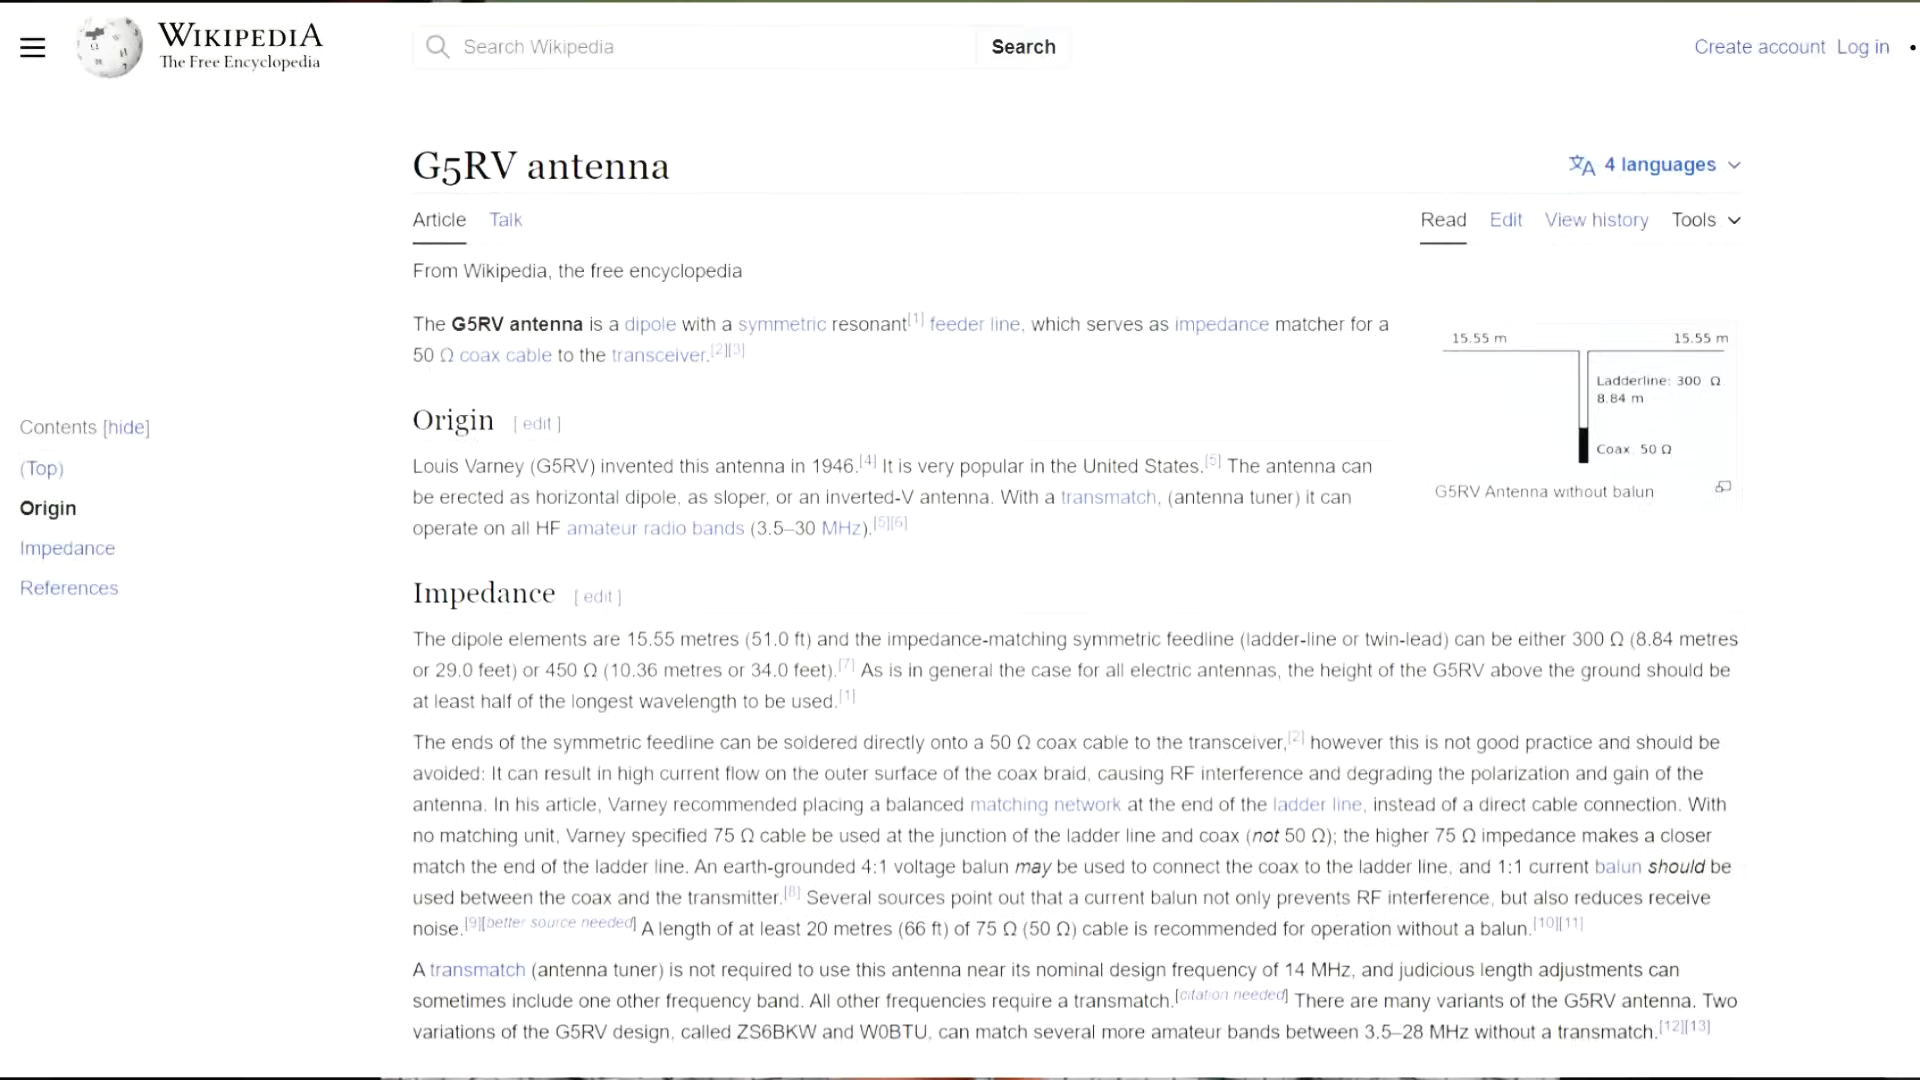 WIKIPEDIA
The Free Encyclopedia
Search Wikipedia
Search
Create account Log in
G5RV antenna
4 languages
Article Talk
Read Edit View history Tools
From Wikipedia, the free encyclopedia
The G5RV antenna is a dipole with a symmetric resonant[1] feeder line, which serves as impedance matcher for a
50 Ω coax cable to the transceiver.[2][3]
15.55 m 15.55 m
Ladderline: 300 Ω
8.84 m
Coax 50 Ω
G5RV Antenna without balun
Contents [hide]
(Top)
Origin
Impedance
References
Origin [ edit ]
Louis Varney (G5RV) invented this antenna in 1946.[4] It is very popular in the United States.[5] The antenna can
be erected as horizontal dipole, as sloper, or an inverted-V antenna. With a transmatch, (antenna tuner) it can
operate on all HF amateur radio bands (3.5–30 MHz).[5][6]
Impedance [ edit ]
The dipole elements are 15.55 metres (51.0 ft) and the impedance-matching symmetric feedline (ladder-line or twin-lead) can be either 300 Ω (8.84 metres
or 29.0 feet) or 450 Ω (10.36 metres or 34.0 feet).[7] As is in general the case for all electric antennas, the height of the G5RV above the ground should be
at least half of the longest wavelength to be used.[1]
The ends of the symmetric feedline can be soldered directly onto a 50 Ω coax cable to the transceiver,[2] however this is not good practice and should be
avoided: It can result in high current flow on the outer surface of the coax braid, causing RF interference and degrading the polarization and gain of the
antenna. In his article, Varney recommended placing a balanced matching network at the end of the ladder line, instead of a direct cable connection. With
no matching unit, Varney specified 75 Ω cable be used at the junction of the ladder line and coax (not 50 Ω); the higher 75 Ω impedance makes a closer
match the end of the ladder line. An earth-grounded 4:1 voltage balun may be used to connect the coax to the ladder line, and 1:1 current balun should be
used between the coax and the transmitter.[8] Several sources point out that a current balun not only prevents RF interference, but also reduces receive
noise.[9][better source needed] A length of at least 20 metres (66 ft) of 75 Ω (50 Ω) cable is recommended for operation without a balun.[10][11]
A transmatch (antenna tuner) is not required to use this antenna near its nominal design frequency of 14 MHz, and judicious length adjustments can
sometimes include one other frequency band. All other frequencies require a transmatch.[citation needed] There are many variants of the G5RV antenna. Two
variations of the G5RV design, called ZS6BKW and W0BTU, can match several more amateur bands between 3.5–28 MHz without a transmatch.[12][13]